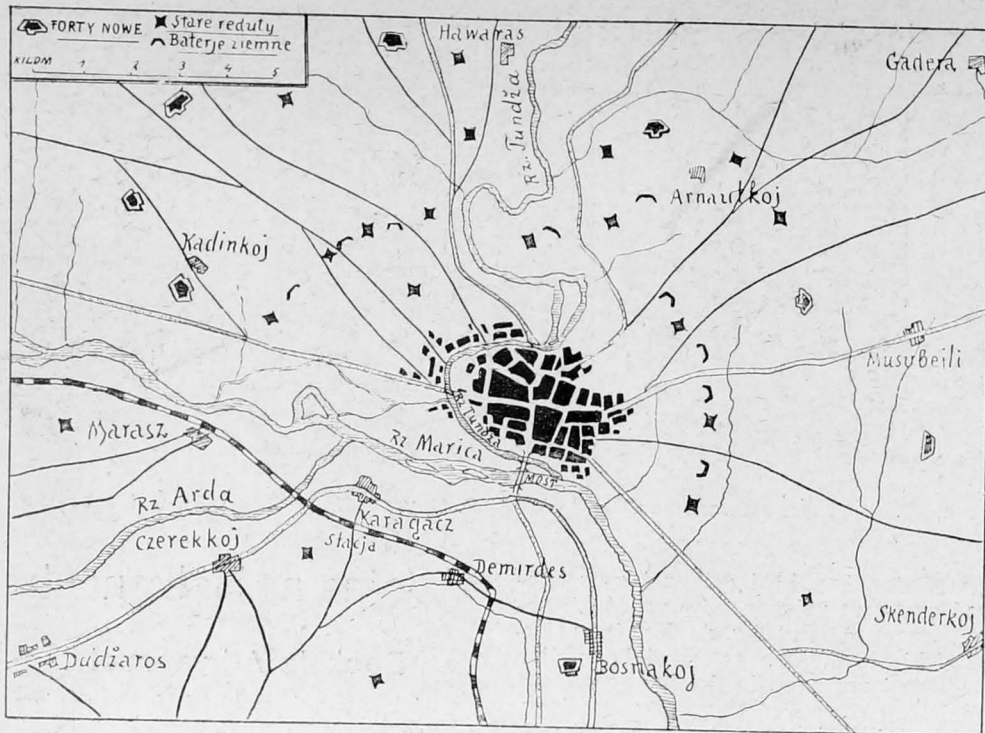 FORTY NOWE
Stare reduty
Baterje ziemne
KILOM 1 2 3 4 5
Hawaras
Gadera
Rz. Tundża
Arnautkoj
Kadinkoj
Musubeili
Rz. Tundża
Marasz
Rz Marica
MOST
Rz Arda
Karagacz
Stacja
Czerekkoj
Demirdes
Skenderkoj
Dudżaros
Bosnakoj